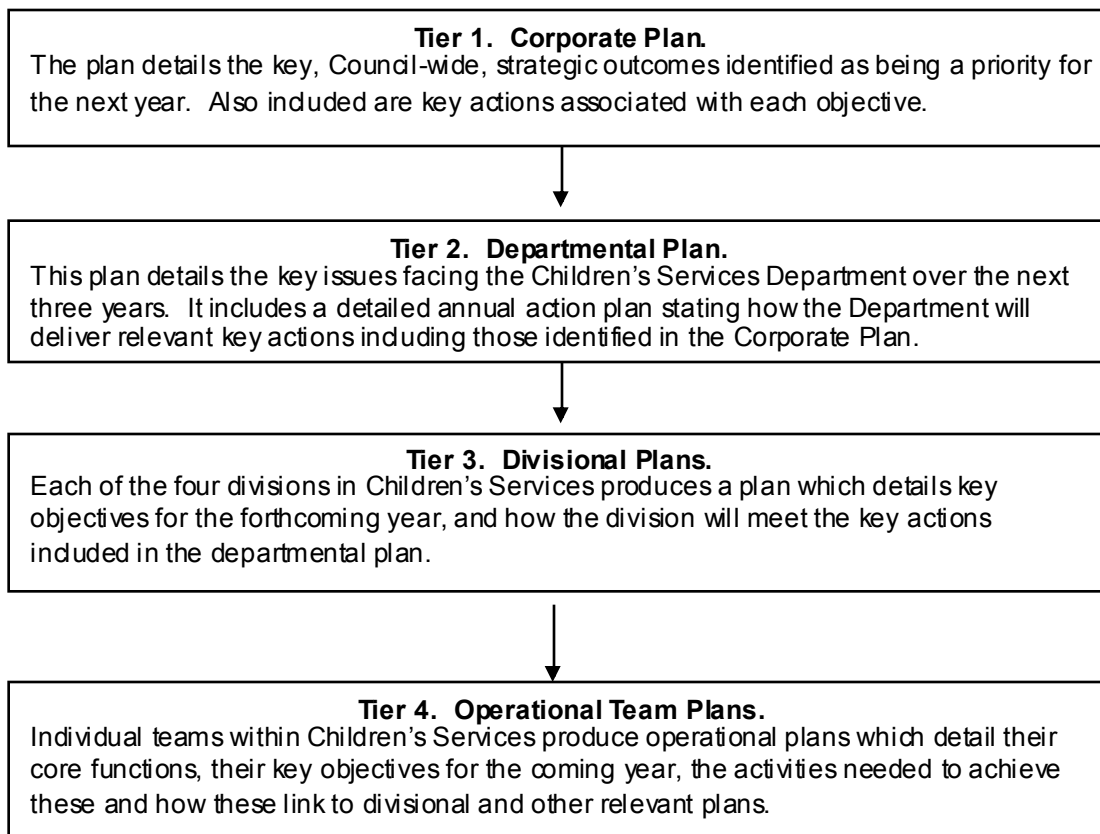 Tier 1.  Corporate Plan.
The plan details the key, Council-wide, strategic outcomes identified as being a priority for
the next year.  Also included are key actions associated with each objective.
Tier 2.  Departmental Plan.
This plan details the key issues facing the Children’s Services Department over the next
three years.  It includes a detailed annual action plan stating how the Department will
deliver relevant key actions including those identified in the Corporate Plan.
Tier 3.  Divisional Plans.
Each of the four divisions in Children’s Services produces a plan which details key
objectives for the forthcoming year, and how the division will meet the key actions
included in the departmental plan.
Tier 4.  Operational Team Plans.
Individual teams within Children’s Services produce operational plans which detail their
core functions, their key objectives for the coming year, the activities needed to achieve
these and how these link to divisional and other relevant plans.